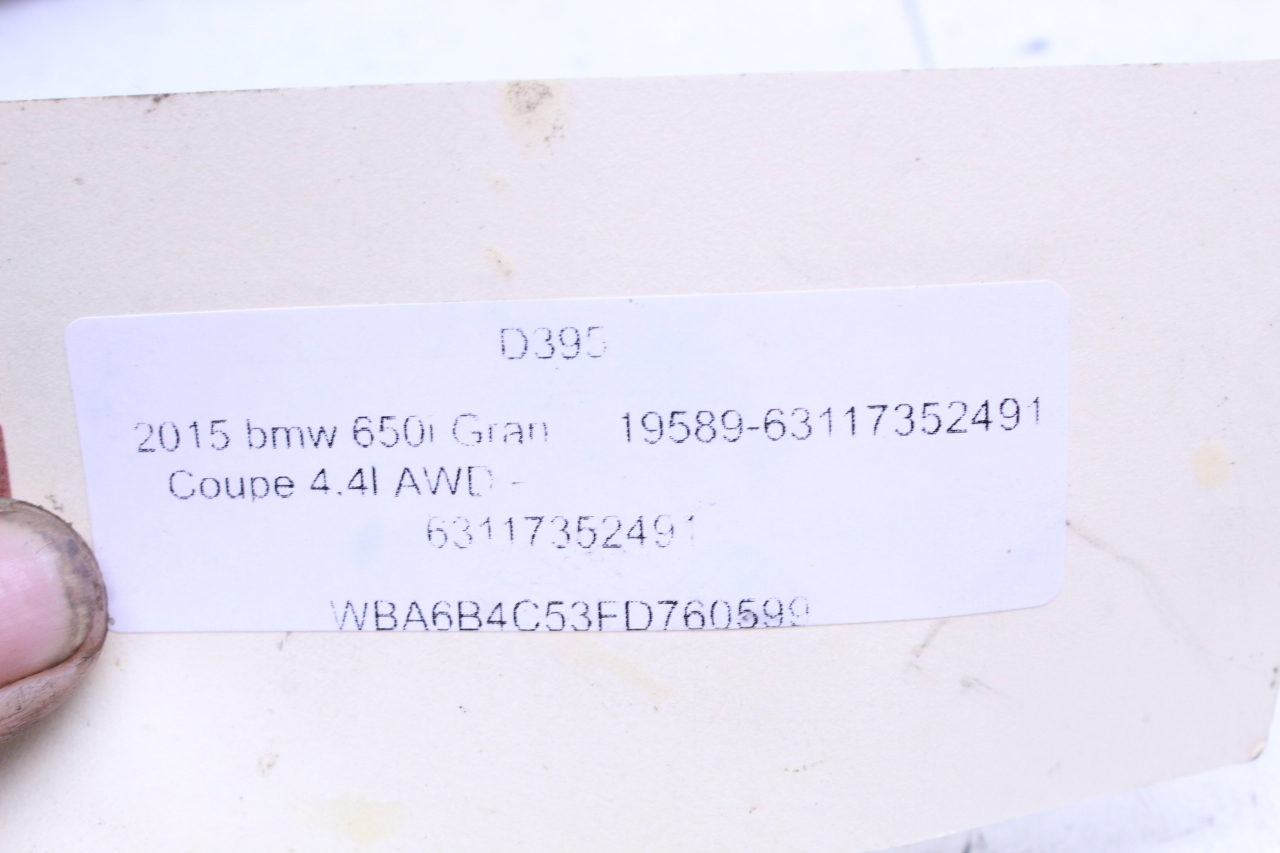 D395
2015 bmw 650i Gran 19589-63117352491
Coupe 4.4l AWD -
63117352491
WBA6B4C53FD760599